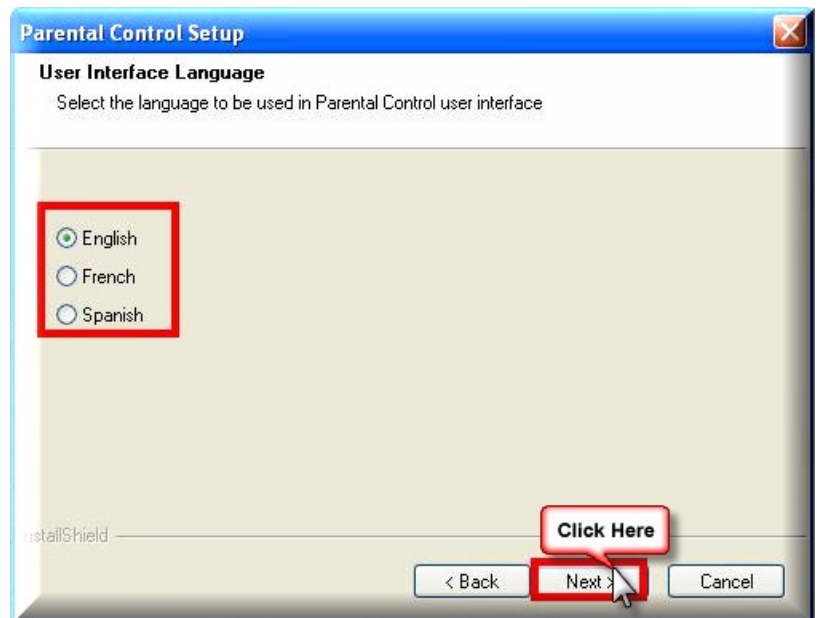 Parental Control Setup
User Interface Language
Select the language to be used in Parental Control user interface
English
French
Spanish
stallShield
Click Here
< Back Next > Cancel